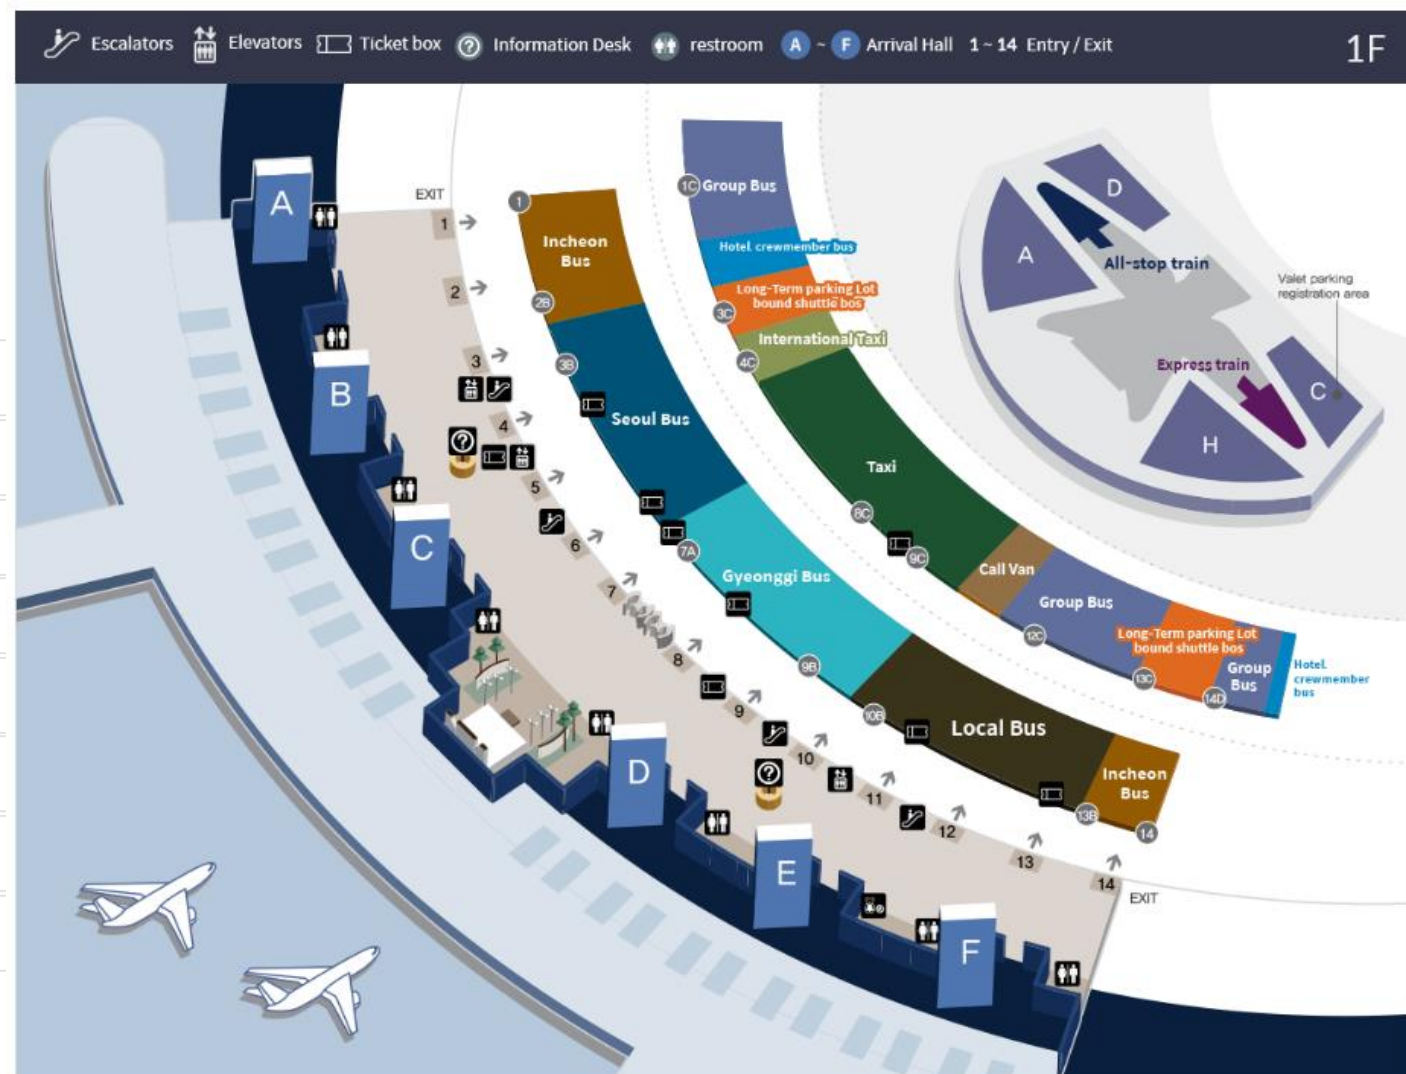 Escalators
Elevators
Ticket box
Information Desk
restroom
A ~ F Arrival Hall
1 ~ 14 Entry / Exit
1F
A
EXIT
1
2
3
4
5
6
7
8
9
10
11
12
13
14
EXIT
B
C
D
E
F
1
Incheon
Bus
2B
3B
Seoul Bus
7A
Gyeonggi Bus
9B
10B
Local Bus
13B
Incheon
Bus
14
1C
Group Bus
Hotel. crewmember bus
Long-Term parking Lot
bound shuttle bos
3C
International Taxi
4C
Taxi
8C
9C
Call Van
Group Bus
12C
Long-Term parking Lot
bound shuttle bos
13C
14D
Group
Bus
Hotel.
crewmember
bus
D
A
All-stop train
Valet parking
registration area
Express train
C
H